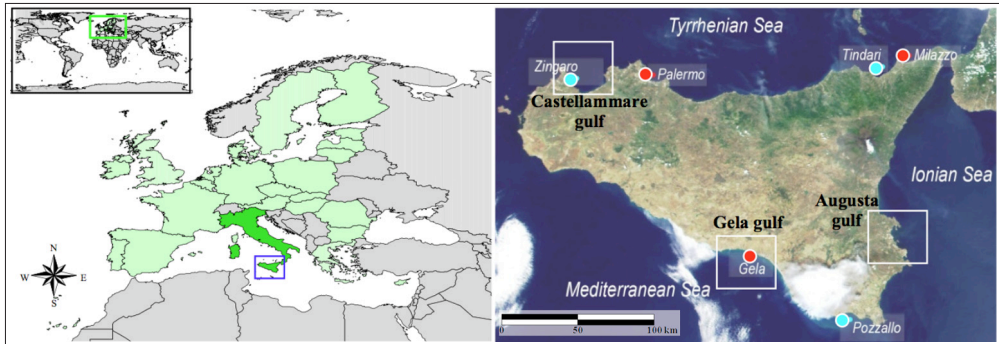 N
W
E
S
Tyrrhenian Sea
Zingaro
Palermo
Tindari
Milazzo
Castellammare
gulf
Ionian Sea
Augusta
gulf
Gela gulf
Gela
Mediterranean Sea
Pozzallo
0
50
100 km